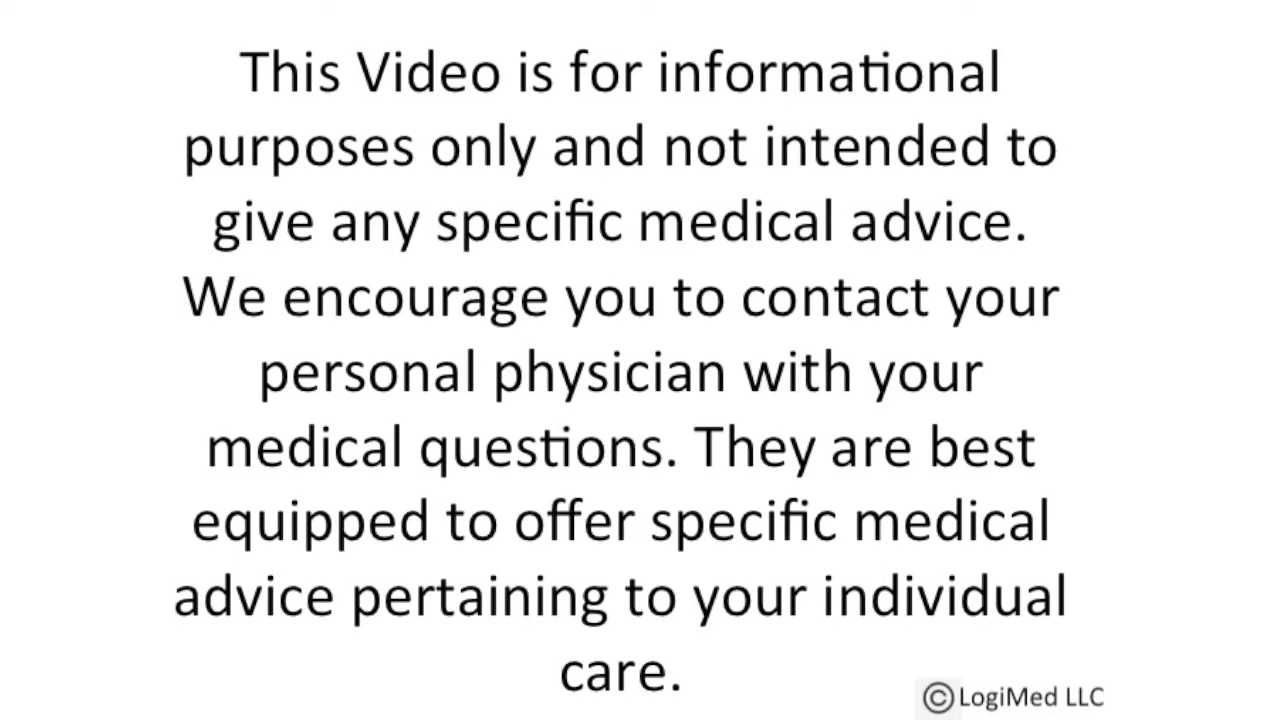 This Video is for informational
purposes only and not intended to
give any specific medical advice.
We encourage you to contact your
personal physician with your
medical questions. They are best
equipped to offer specific medical
advice pertaining to your individual
care.
©LogiMed LLC